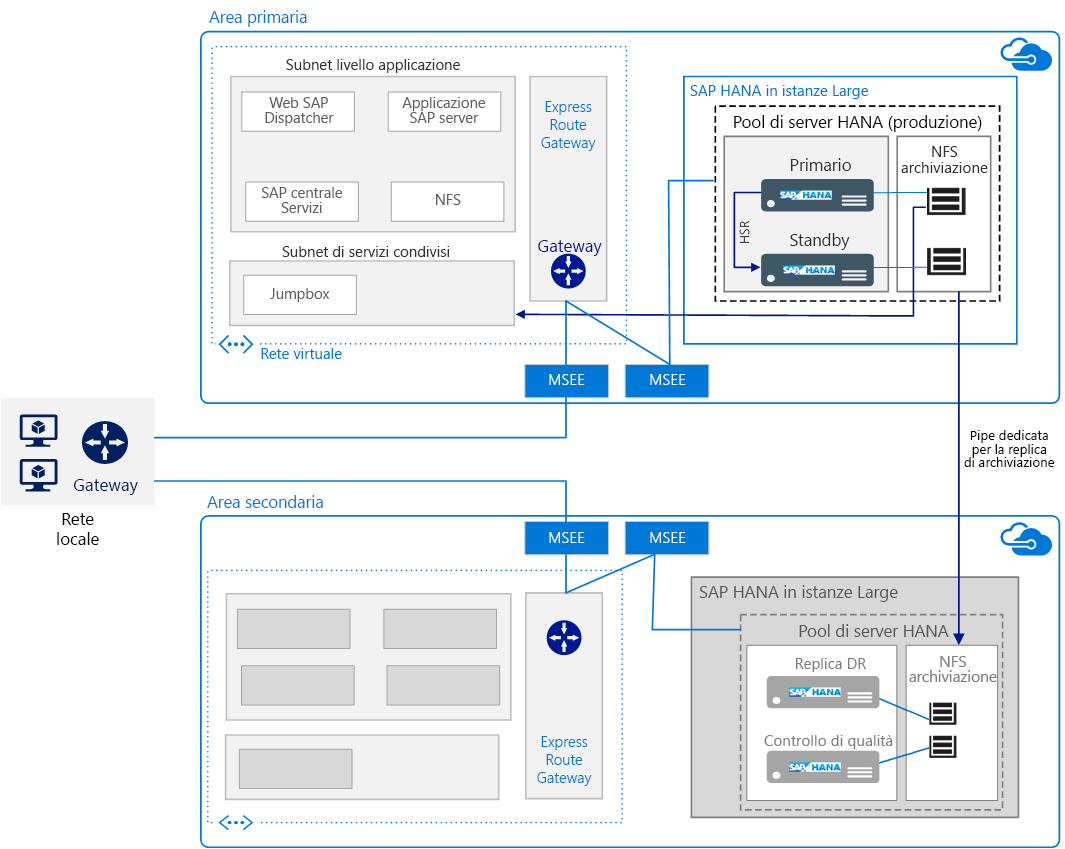 Area primaria
Subnet livello applicazione
Web SAP
Dispatcher
Applicazione
SAP server
SAP centrale
Servizi
NFS
Subnet di servizi condivisi
Jumpbox
Rete virtuale
Express
Route
Gateway
Gateway
SAP HANA in istanze Large
Pool di server HANA (produzione)
Primario
SAP HANA
HSR
Standby
SAP HANA
NFS
archiviazione
MSEE
MSEE
Gateway
Rete
locale
Pipe dedicata
per la replica
di archiviazione
Area secondaria
MSEE
MSEE
Express
Route
Gateway
SAP HANA in istanze Large
Pool di server HANA
Replica DR
SAP HANA
Controllo di qualità
SAP HANA
NFS
archiviazione